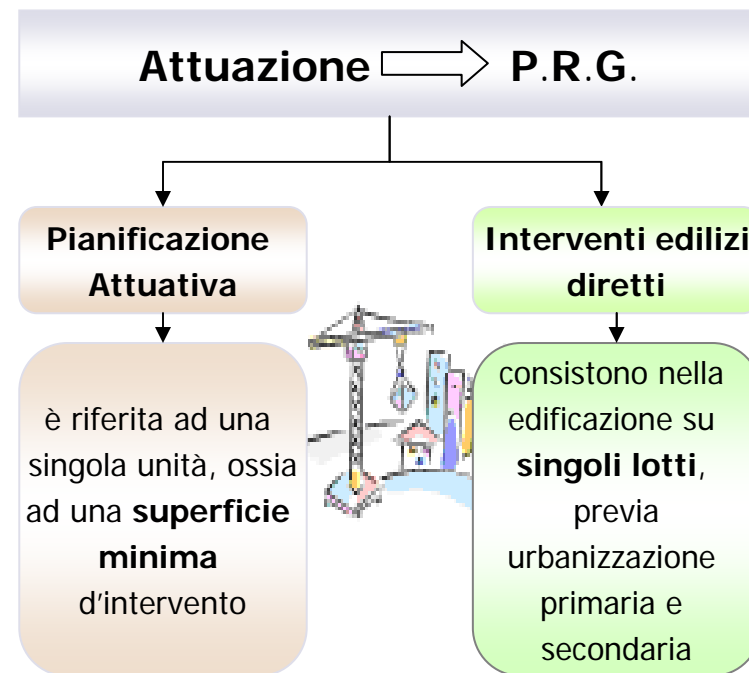 Attuazione P.R.G.
Pianificazione
Attuativa
Interventi edilizi
diretti
è riferita ad una
singola unità, ossia
ad una superficie
minima
d'intervento
consistono nella
edificazione su
singoli lotti,
previa
urbanizzazione
primaria e
secondaria